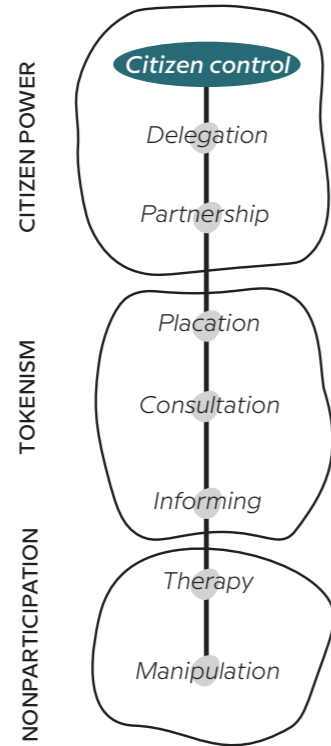 CITIZEN POWER
Citizen control
Delegation
Partnership
TOKENISM
Placation
Consultation
Informing
NONPARTICIPATION
Therapy
Manipulation